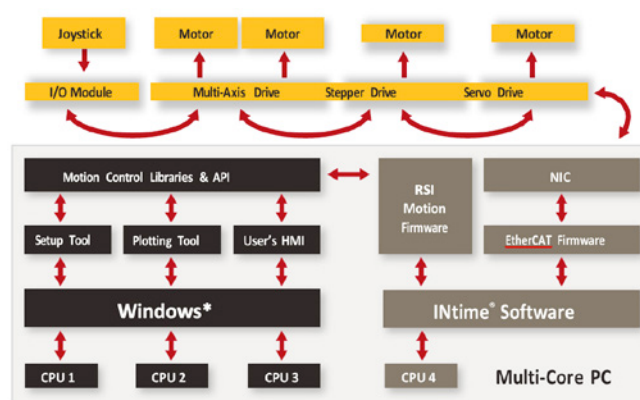 Joystick
Motor
Motor
Motor
Motor
I/O Module
Multi-Axis Drive
Stepper Drive
Servo Drive
Motion Control Libraries & API
RSI
Motion
Firmware
NIC
Setup Tool
Plotting Tool
User's HMI
EtherCAT Firmware
Windows*
INtime® Software
CPU 1
CPU 2
CPU 3
CPU 4
Multi-Core PC